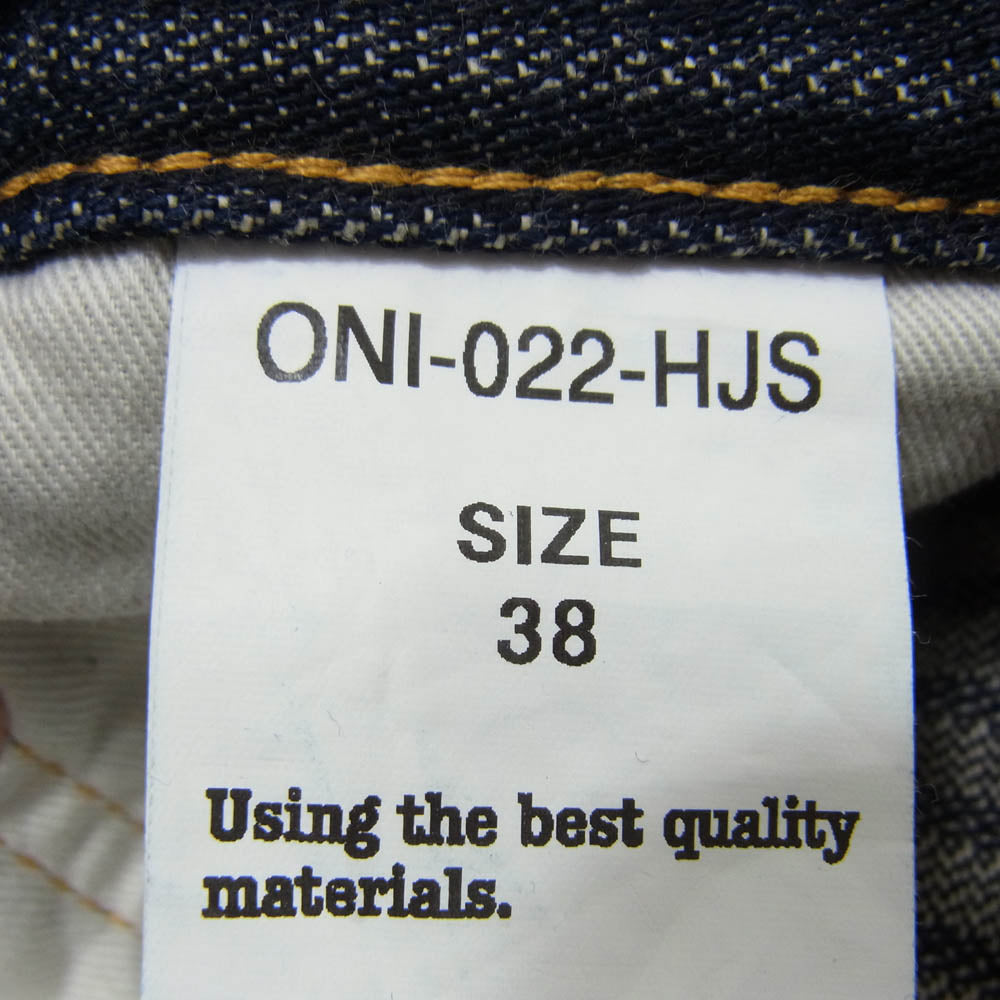 ONI-022-HJS
SIZE
38
Using the best quality
materials.